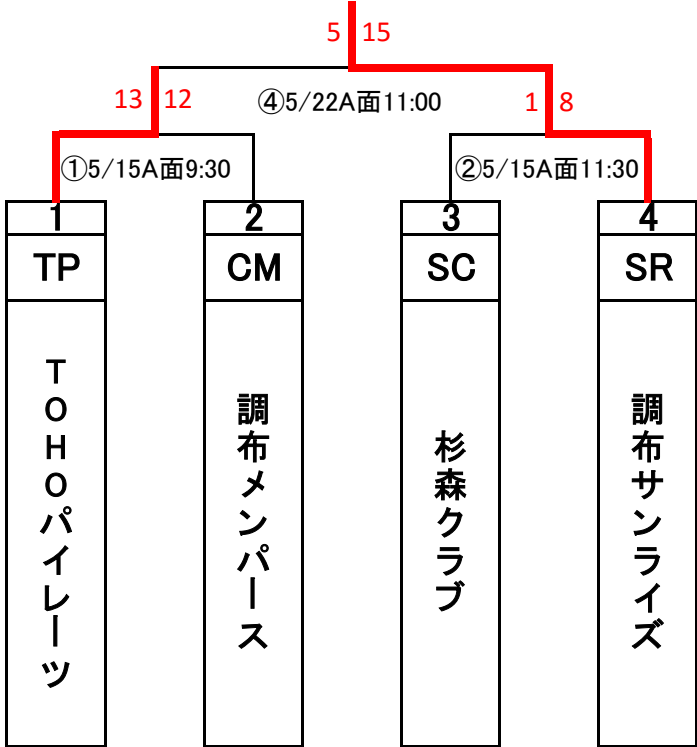 5 15
13 12
④5/22A面11:00
1 8
①5/15A面9:30
②5/15A面11:30
1
2
3
4
TP
CM
SC
SR
TOHOパイレーツ
調布メンパース
杉森クラブ
調布サンライズ